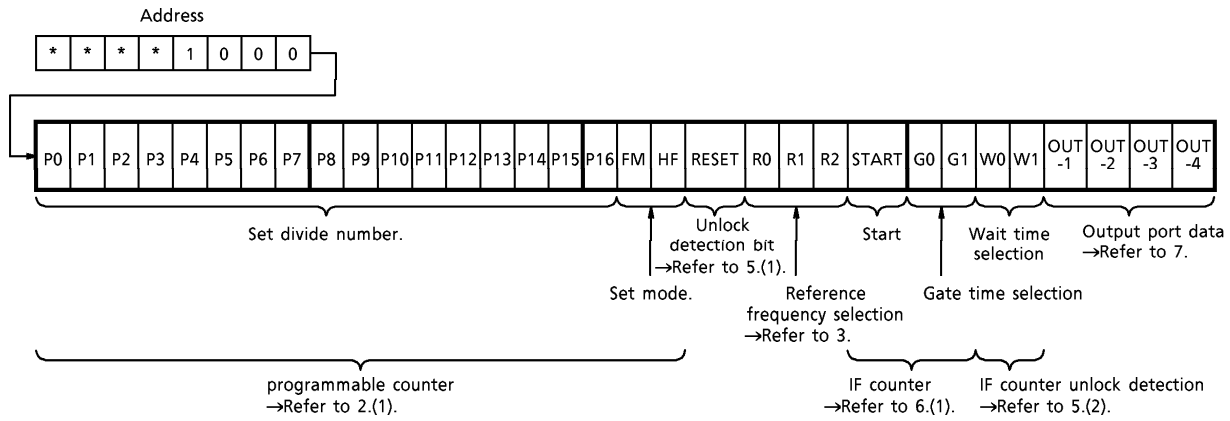 Address
* * * * 1 0 0 0
P0 P1 P2 P3 P4 P5 P6 P7 P8 P9 P10 P11 P12 P13 P14 P15 P16 FM HF RESET R0 R1 R2 START G0 G1 W0 W1 OUT-1 OUT-2 OUT-3 OUT-4
Set divide number.
Unlock
detection bit
→Refer to 5.(1).
Start
Wait time
selection
Output port data
→Refer to 7.
Set mode.
Reference
frequency selection
→Refer to 3.
Gate time selection
programmable counter
→Refer to 2.(1).
IF counter
→Refer to 6.(1).
IF counter unlock detection
→Refer to 5.(2).